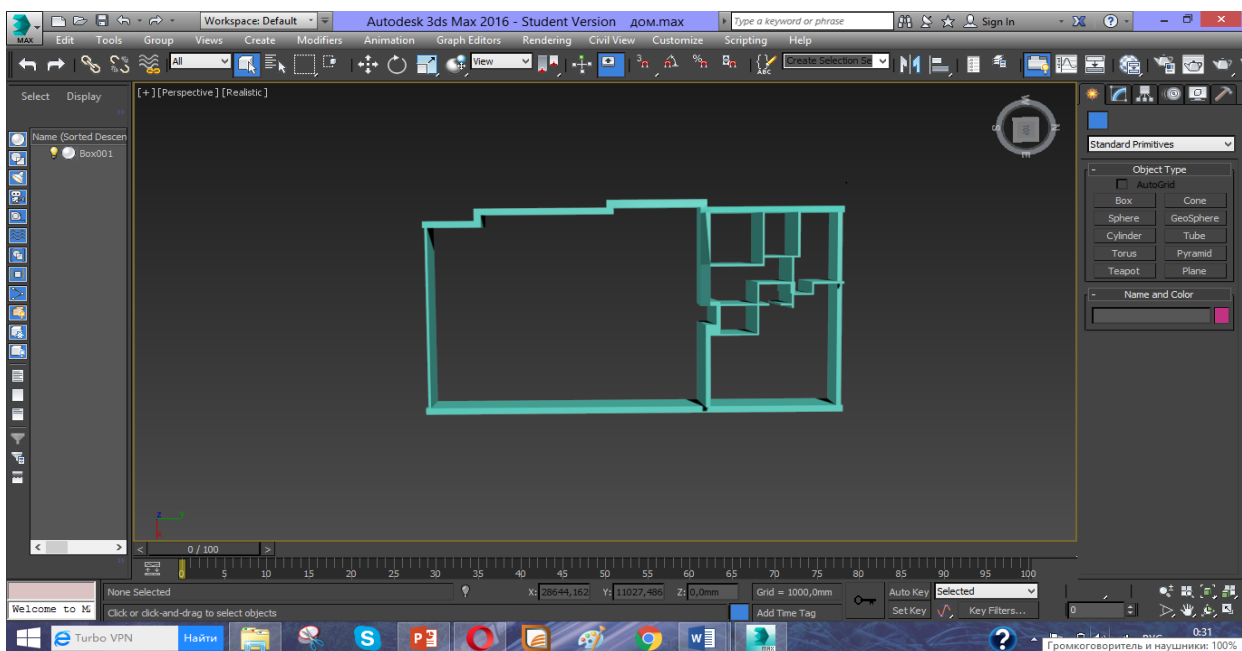 Workspace: Default
Autodesk 3ds Max 2016 - Student Version дом.max
Type a keyword or phrase
Sign In
MAX
Edit Tools Group Views Create Modifiers Animation Graph Editors Rendering Civil View Customize Scripting Help
All
View
Create Selection Se
Select Display
[+] [Perspective ] [Realistic ]
Name (Sorted Descen
Box001
Standard Primitives
- Object Type
AutoGrid
Box Cone
Sphere GeoSphere
Cylinder Tube
Torus Pyramid
Teapot Plane
- Name and Color
< >
< 0 / 100 >
0 5 10 15 20 25 30 35 40 45 50 55 60 65 70 75 80 85 90 95 100
None Selected
X: 28644,162 Y: 11027,486 Z: 0,0mm
Grid = 1000,0mm
Auto Key Selected
Welcome to M
Click or click-and-drag to select objects
Add Time Tag
Set Key Key Filters...
0
Turbo VPN
Найти
0:31
Громкоговоритель и наушники: 100%